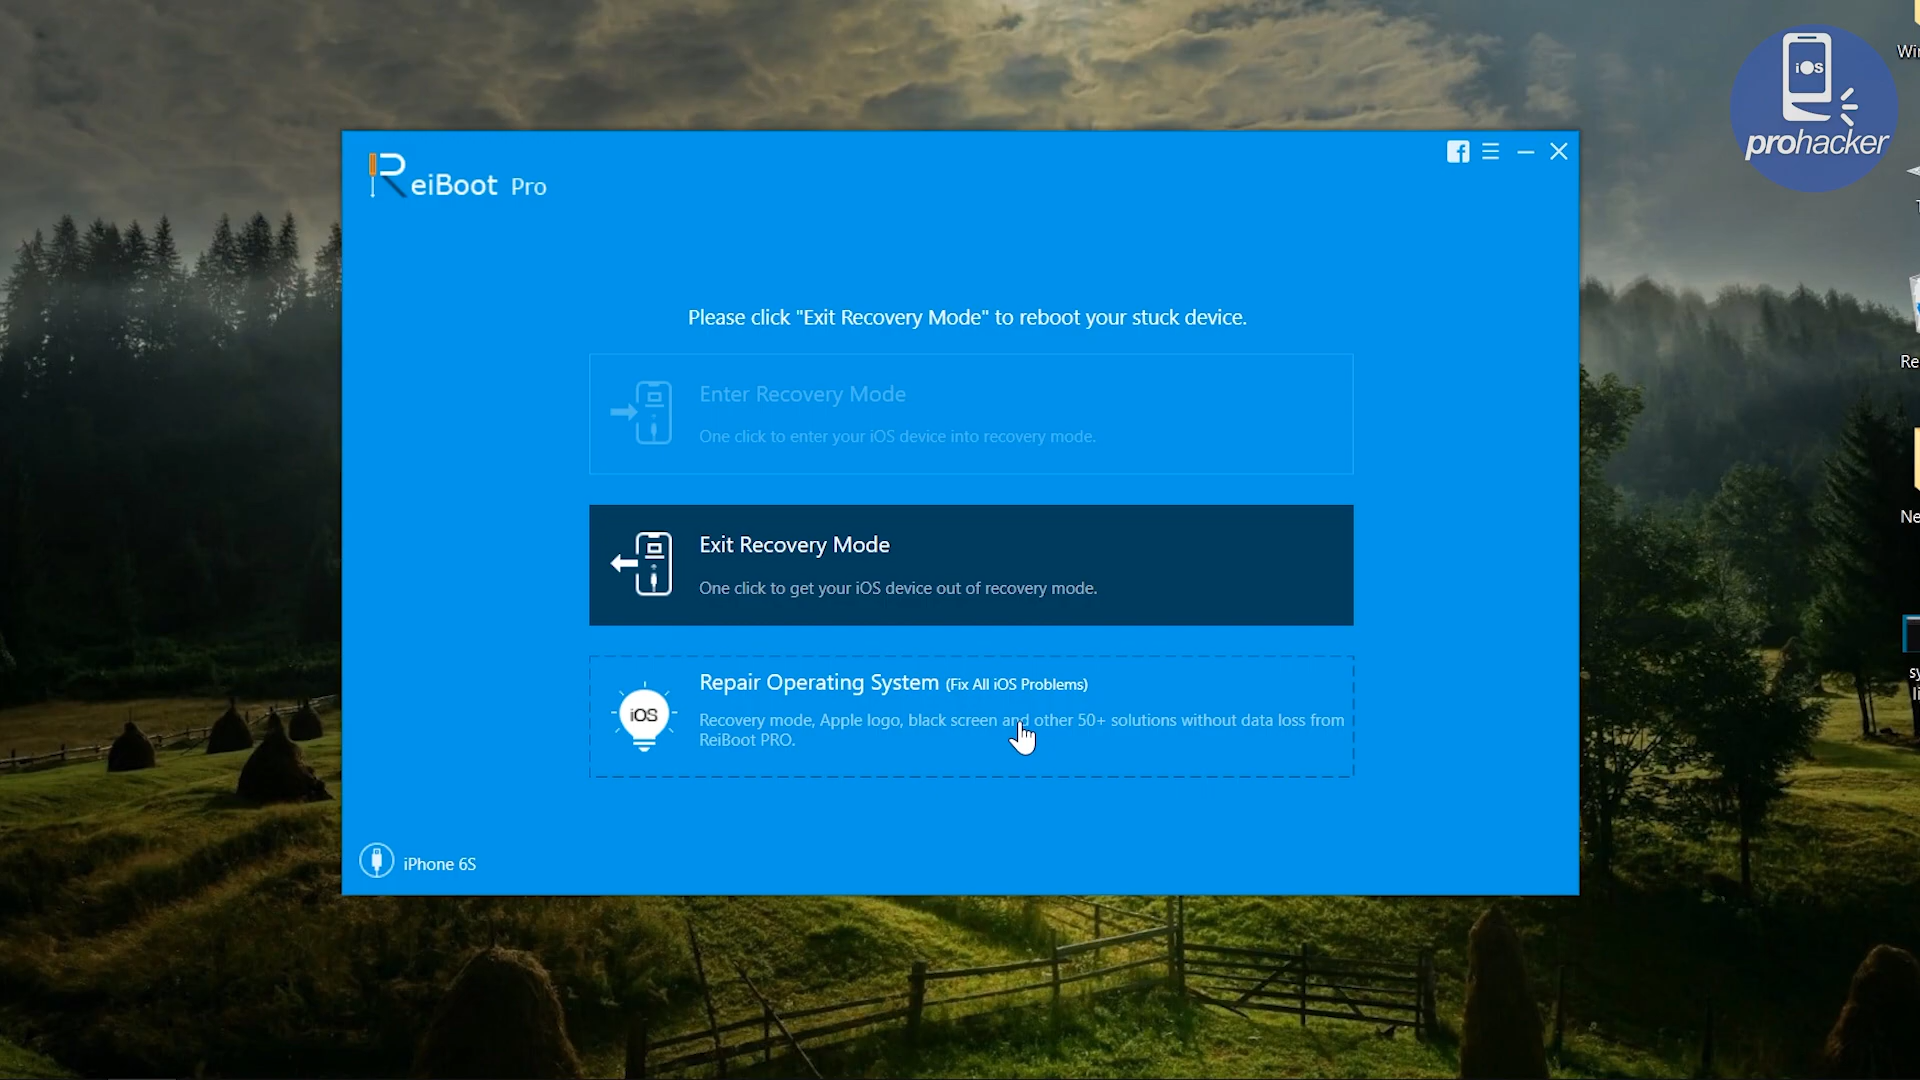 iOS
prohacker
ReiBoot Pro
Please click "Exit Recovery Mode" to reboot your stuck device.
Enter Recovery Mode
One click to enter your iOS device into recovery mode.
Exit Recovery Mode
One click to get your iOS device out of recovery mode.
Repair Operating System (Fix All iOS Problems)
iOS
Recovery mode, Apple logo, black screen and other 50+ solutions without data loss from
ReiBoot PRO.
iPhone 6S
Re
Ne